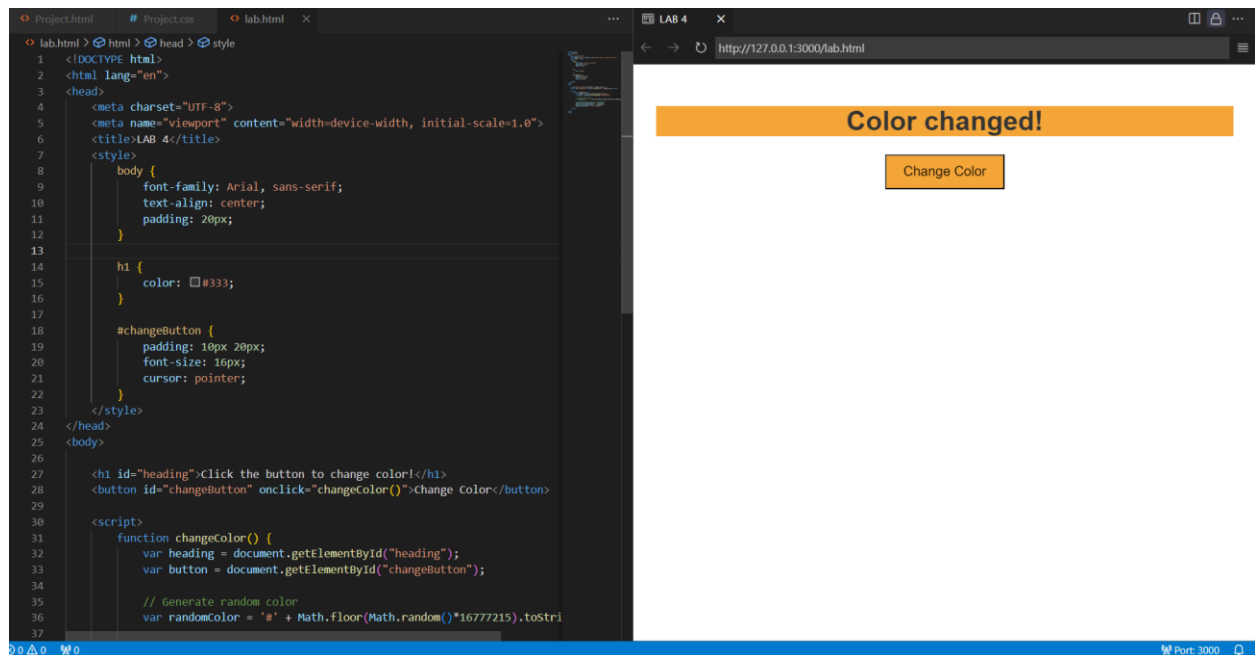 Project.html
# Project.css
lab.html
lab.html > html > head > style
1 <!DOCTYPE html>
2 <html lang="en">
3 <head>
4 <meta charset="UTF-8">
5 <meta name="viewport" content="width=device-width, initial-scale=1.0">
6 <title>LAB 4</title>
7 <style>
8 body {
9 font-family: Arial, sans-serif;
10 text-align: center;
11 padding: 20px;
12 }
13
14 h1 {
15 color: #333;
16 }
17
18 #changeButton {
19 padding: 10px 20px;
20 font-size: 16px;
21 cursor: pointer;
22 }
23 </style>
24 </head>
25 <body>
26
27 <h1 id="heading">Click the button to change color!</h1>
28 <button id="changeButton" onclick="changeColor()">Change Color</button>
29
30 <script>
31 function changeColor() {
32 var heading = document.getElementById("heading");
33 var button = document.getElementById("changeButton");
34
35 // Generate random color
36 var randomColor = '#' + Math.floor(Math.random()*16777215).toStri
37
0 0 0
LAB 4
http://127.0.0.1:3000/lab.html
Color changed!
Change Color
Port: 3000